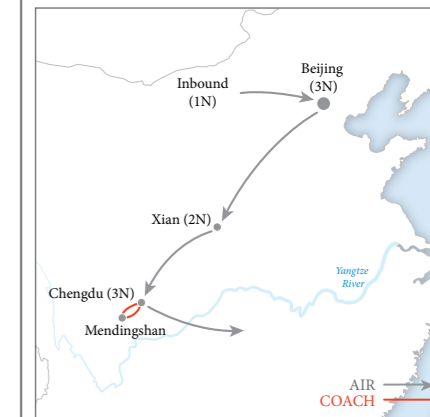 Beijing
(3N)
Inbound
(1N)
Xian (2N)
Yangtze
River
Chengdu (3N)
Mendingshan
AIR
COACH